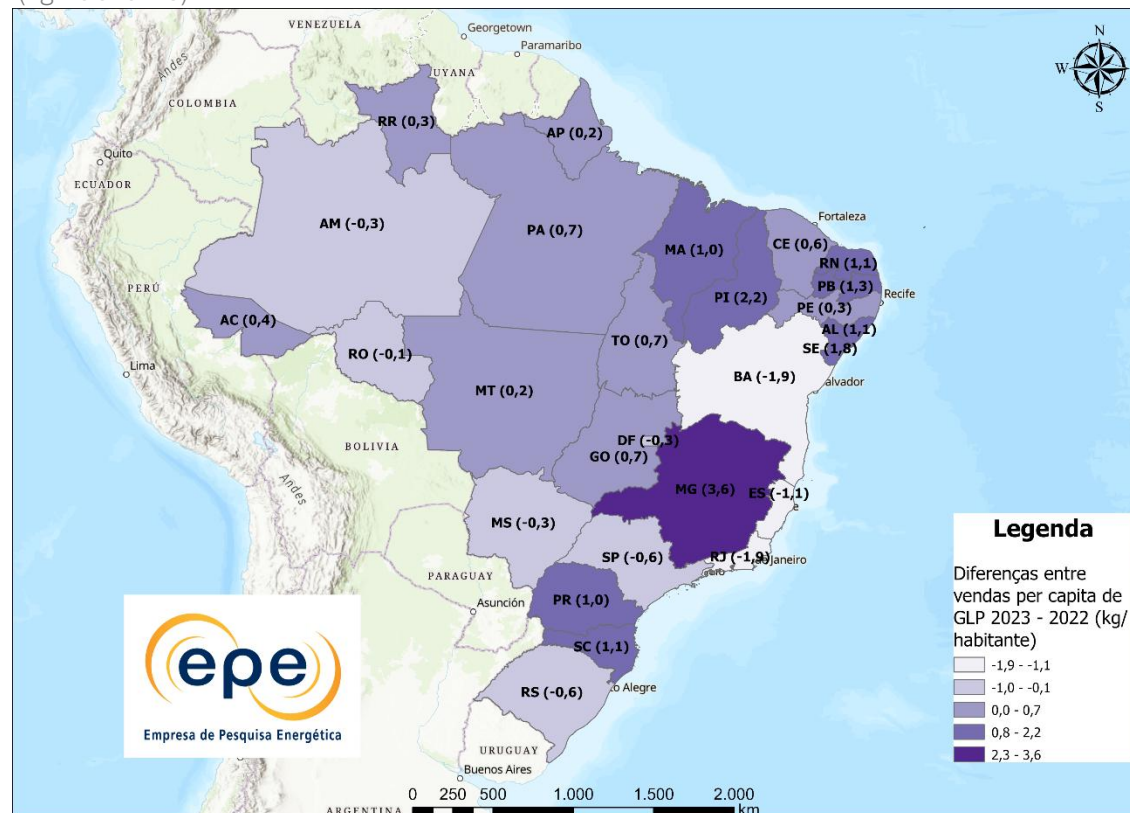 VENEZUELA
Georgetown
Paramaribo
N
W
E
S
Andes
UYANA
COLOMBIA
RR (0,3)
AP (0,2)
Quito
ECUADOR
AM (-0,3)
PA (0,7)
Fortaleza
MA (1,0)
CE (0,6)
RN (1,1)
PERÚ
PI (2,2)
PB (1,3)
Recife
PE (0,3)
AC (0,4)
AL (1,1)
TO (0,7)
RO (-0,1)
SE (1,8)
Lima
BA (-1,9)
alvador
MT (0,2)
BOLIVIA
DF (-0,3)
GO (0,7)
Andes
MG (3,6)
ES (-1,1)
e
MS (-0,3)
SP (-0,6)
RJ (-1,9)
de Janeiro
PARAGUAY
Asunción
PR (1,0)
SC (1,1)
o Alegre
RS (-0,6)
epe
Empresa de Pesquisa Energética
URUGUAY
Buenos Aires
ARGENTINA
0 250 500 1.000 1.500 2.000
km
Legenda
Diferenças entre
vendas per capita de
GLP 2023 - 2022 (kg/
habitante)
-1,9 - -1,1
-1,0 - -0,1
0,0 - 0,7
0,8 - 2,2
2,3 - 3,6